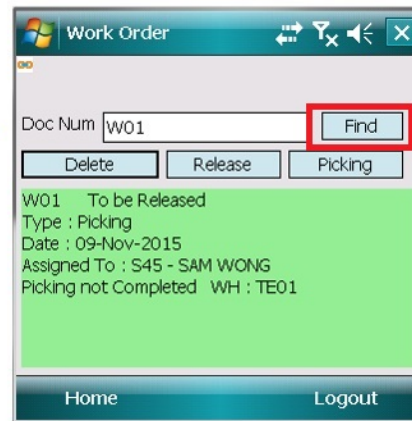 Work Order
Doc Num W01 Find
Delete Release Picking
W01 To be Released
Type : Picking
Date : 09-Nov-2015
Assigned To : S45 - SAM WONG
Picking not Completed WH : TE01
Home Logout